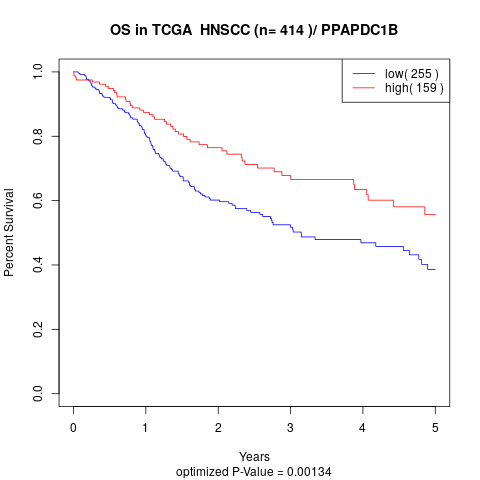 OS in TCGA  HNSCC (n= 414 )/ PPAPDC1B
low( 255 )
high( 159 )
Percent Survival
1.0
0.8
0.6
0.4
0.2
0.0
0 1 2 3 4 5
Years
optimized P-Value = 0.00134